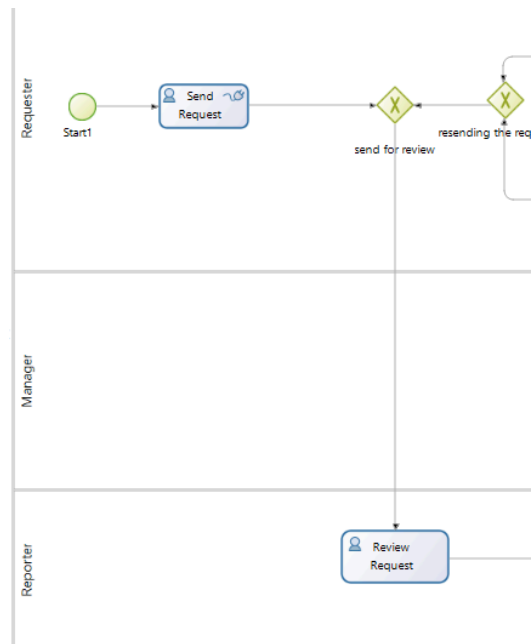 Requester
Start1
Send
Request
send for review
resending the req
Manager
Reporter
Review
Request